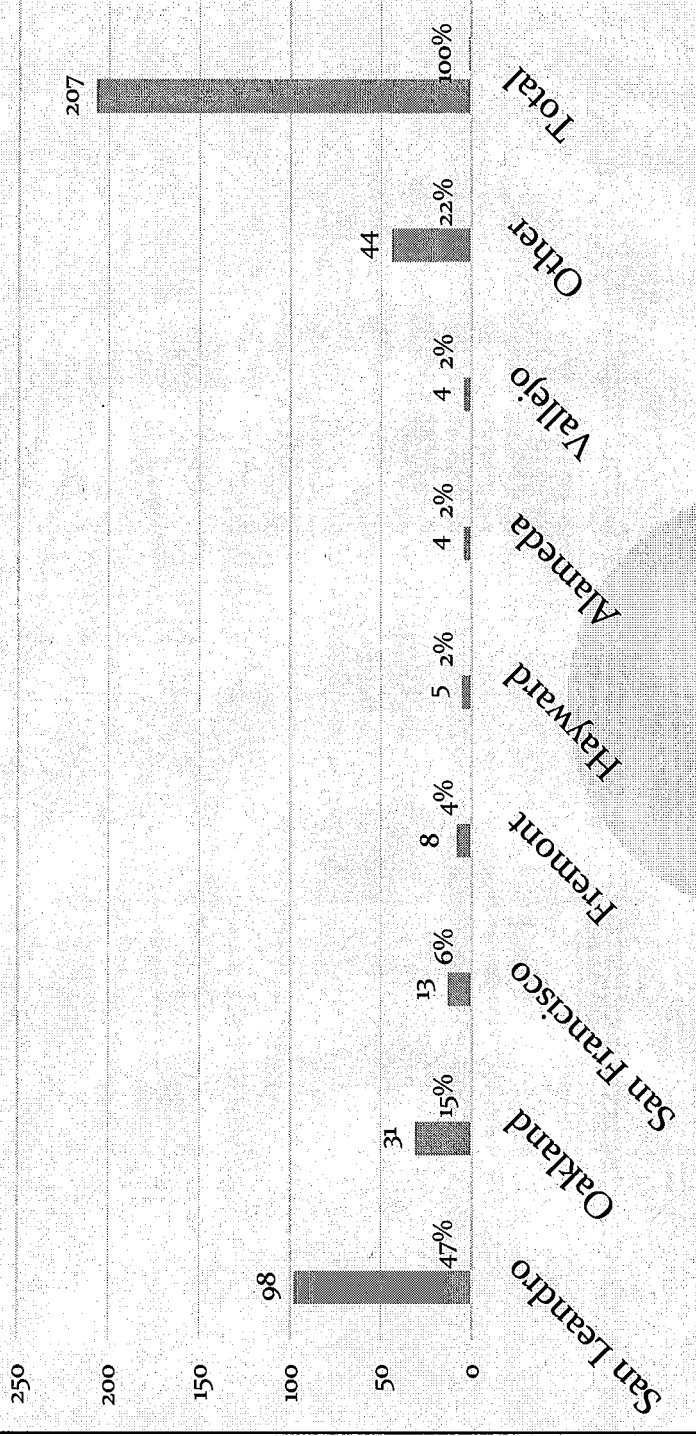 250
200
150
100
50
0
98
47%
31
15%
13
6%
8
4%
5
2%
4
2%
4
2%
44
22%
207
100%
San Leandro
Oakland
San Francisco
Fremont
Hayward
Alameda
Vallejo
Other
Total